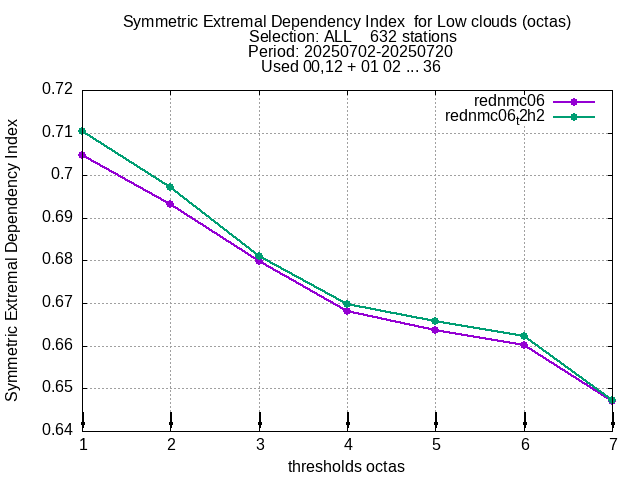 Symmetric Extremal Dependency Index  for Low clouds (octas)
Selection: ALL    632 stations
Period: 20250702-20250720
Used 00,12 + 01 02 ... 36
rednmc06
rednmc06t2h2
Symmetric Extremal Dependency Index
0.72
0.71
0.7
0.69
0.68
0.67
0.66
0.65
0.64
1 2 3 4 5 6 7
thresholds octas